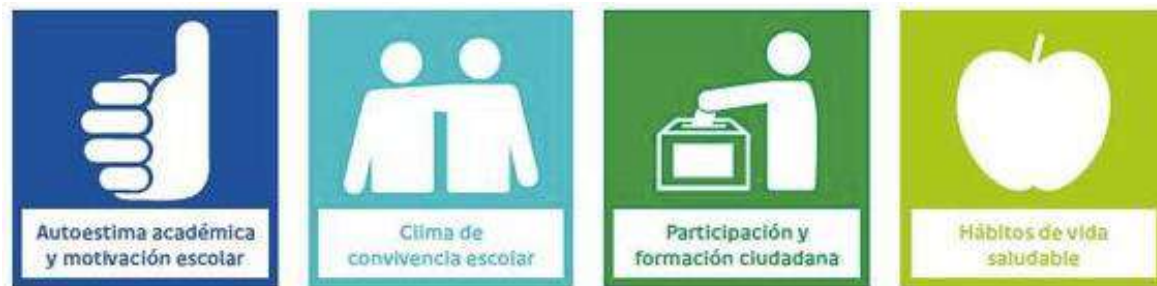 Autoestima académica
y motivación escolar
Clima de
convivencia escolar
Participación y
formación ciudadana
Hábitos de vida
saludable